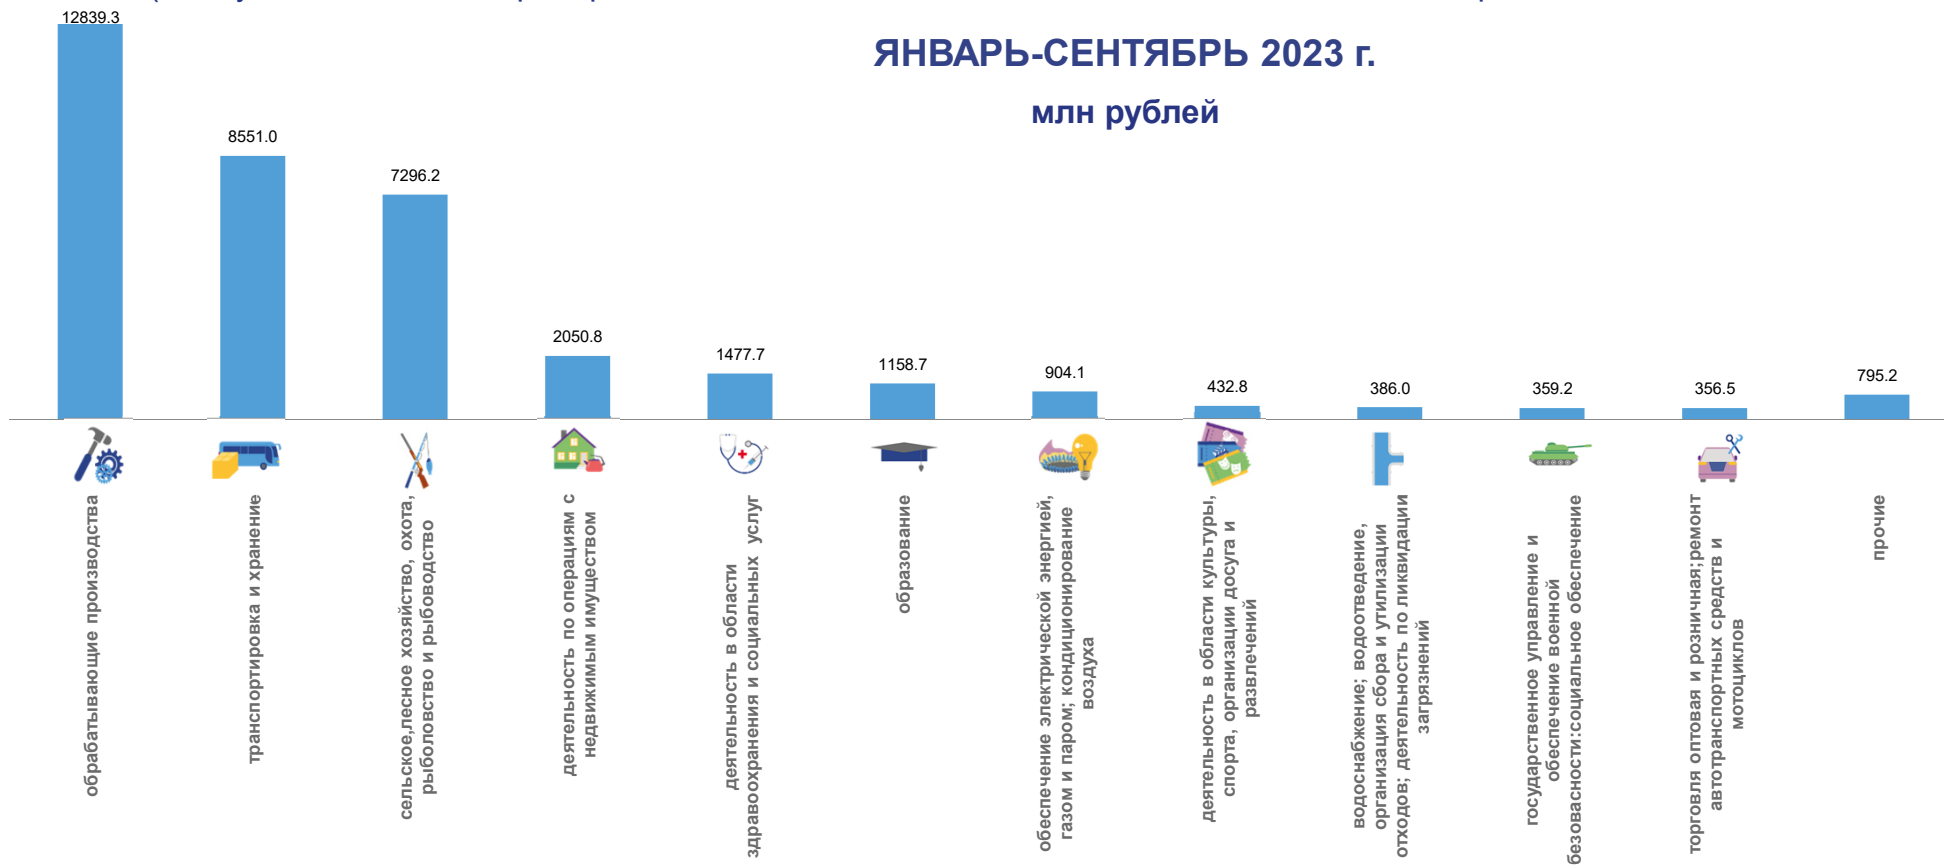 ЯНВАРЬ-СЕНТЯБРЬ 2023 г.
млн рублей
12839.3
8551.0
7296.2
2050.8
1477.7
1158.7
904.1
432.8
386.0
359.2
356.5
795.2
обрабатывающие производства
транспортировка и хранение
сельское,лесное хозяйство, охота,
рыболовство и рыбоводство
деятельность по операциям с
недвижимым имуществом
деятельность в области
здравоохранения и социальных услуг
образование
обеспечение электрической энергией,
газом и паром; кондиционирование
воздуха
деятельность в области культуры,
спорта, организации досуга и
развлечений
водоснабжение; водоотведение,
организация сбора и утилизации
отходов; деятельность по ликвидации
загрязнений
государственное управление и
обеспечение военной
безопасности:социальное обеспечение
торговля оптовая и розничная;ремонт
автотранспортных средств и
мотоциклов
прочие